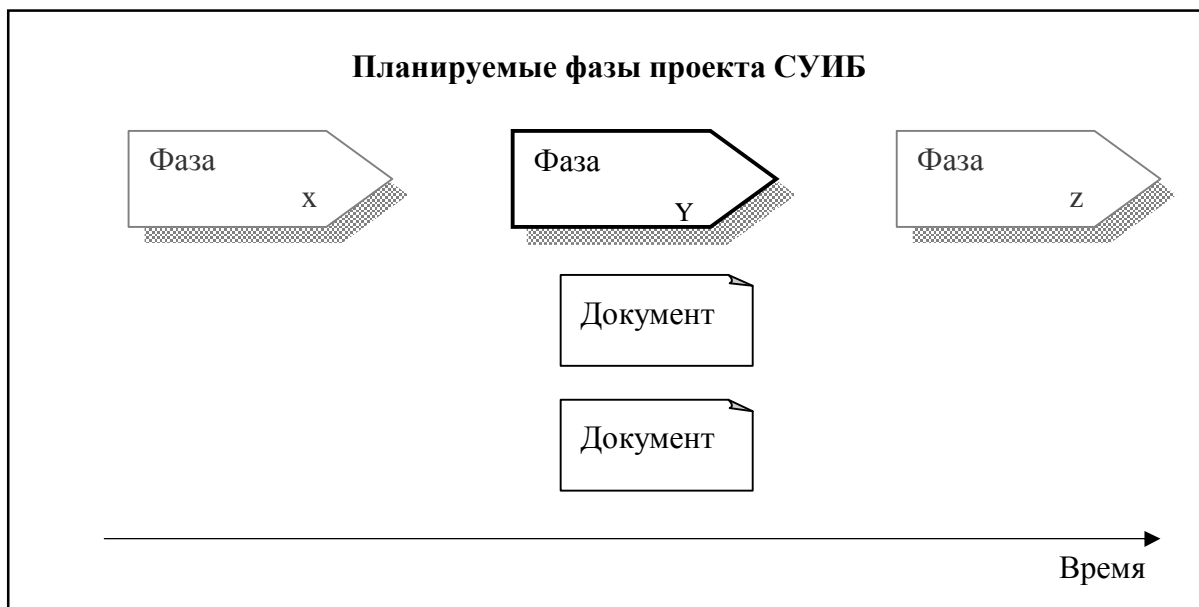 Планируемые фазы проекта СУИБ
Фаза
x
Фаза
Y
Фаза
z
Документ
Документ
Время